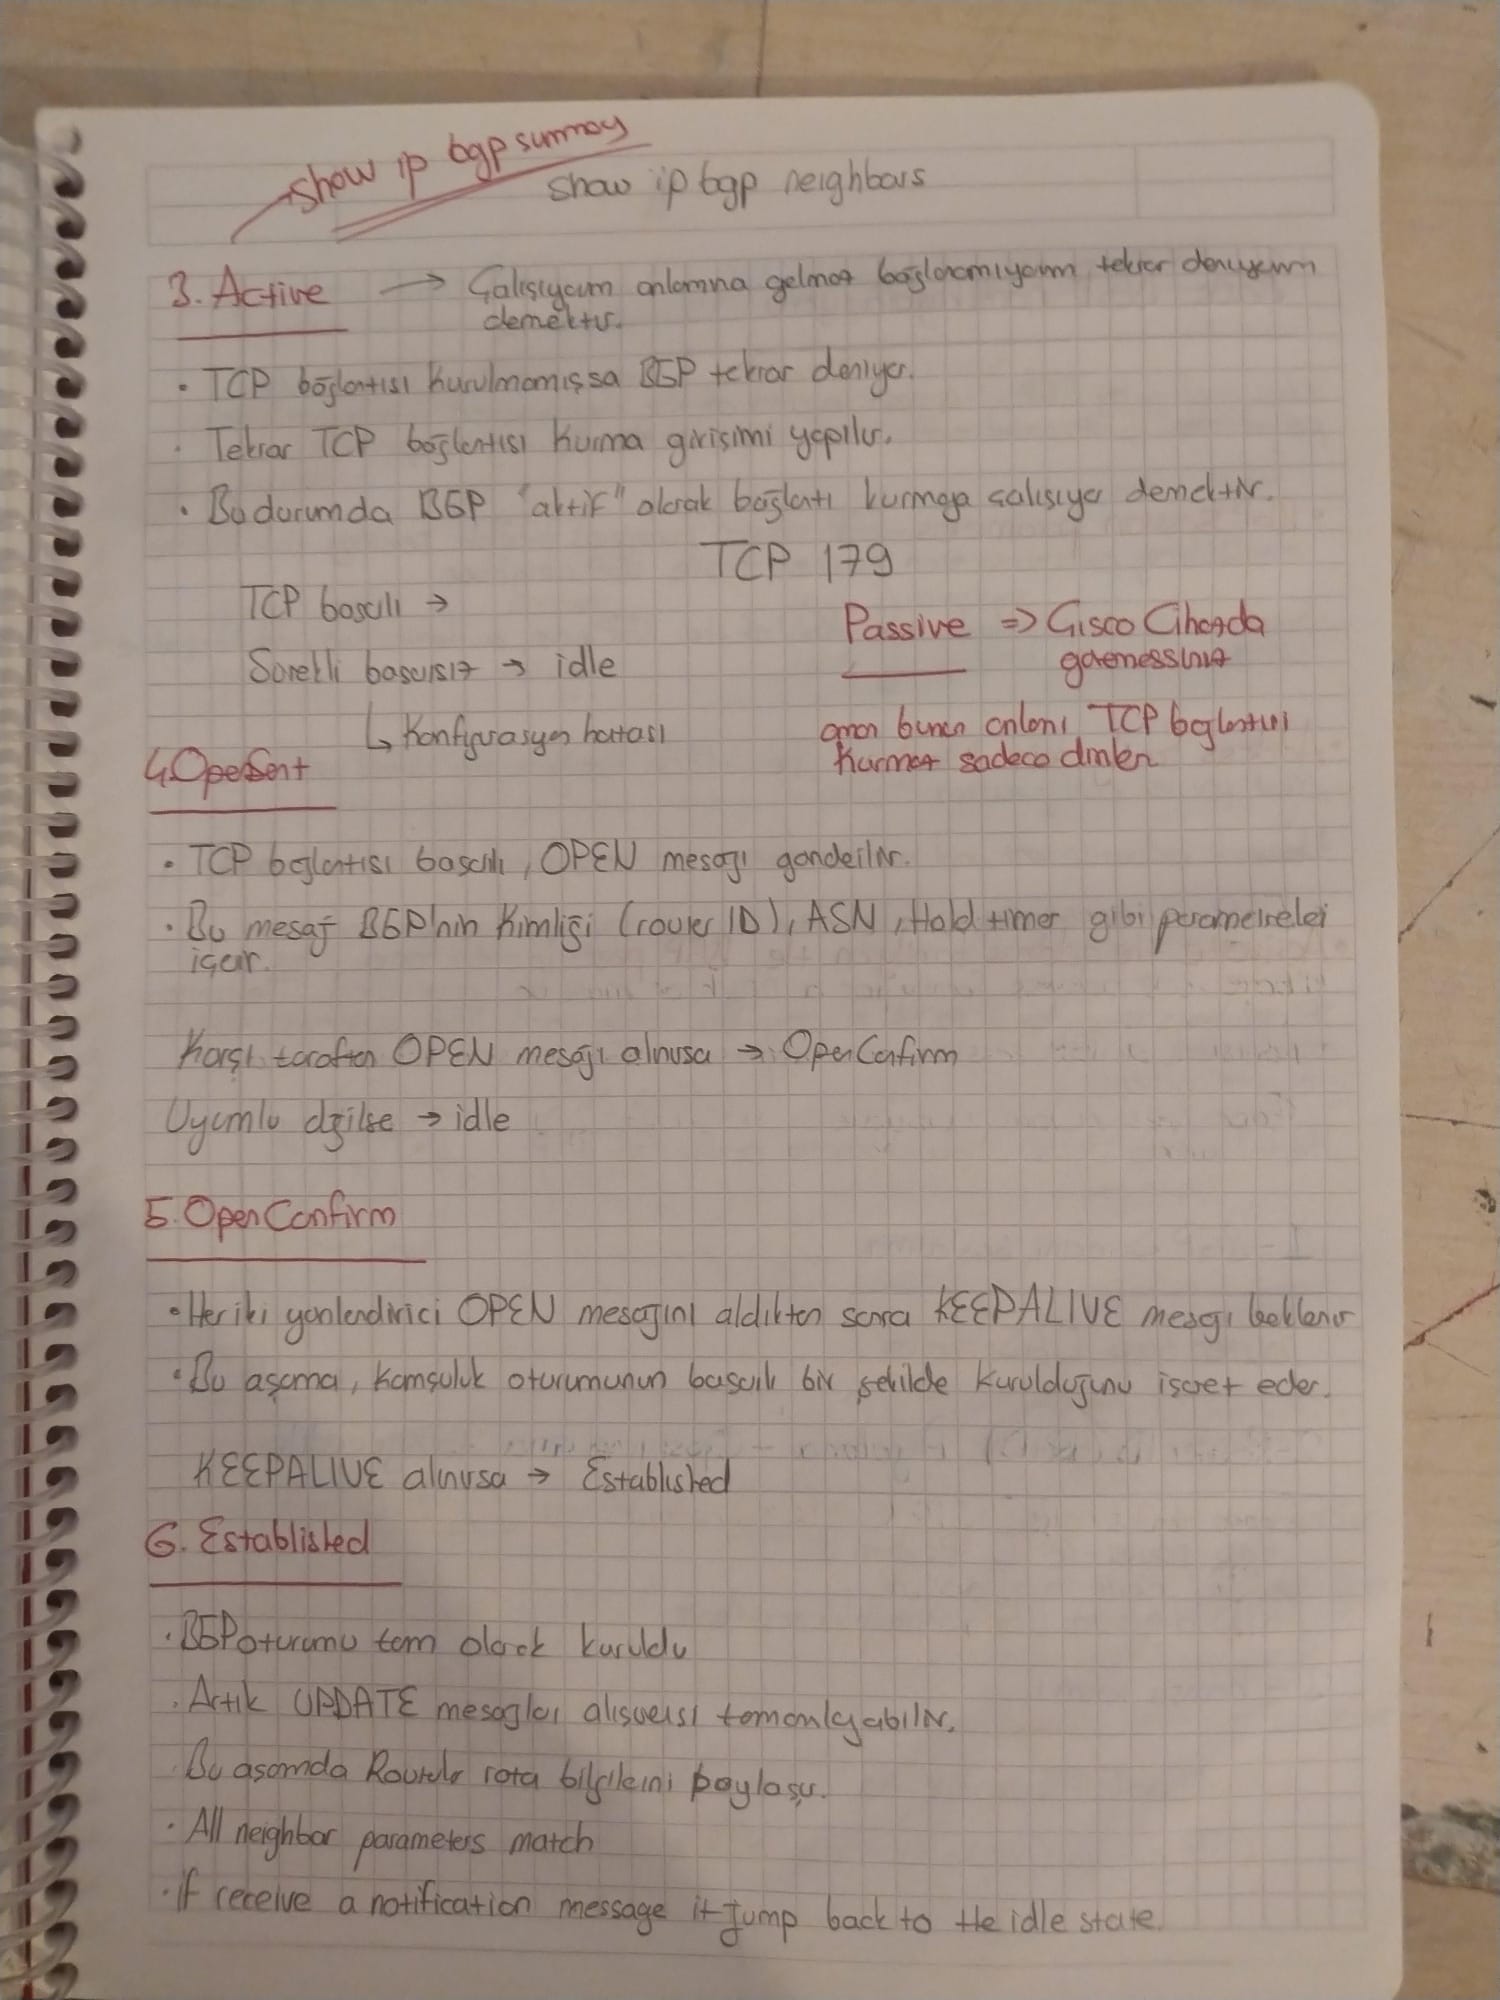 show ip bgp summary
show ip bgp neighbors
3. Active → Çalışıyorum anlamına gelmez bağlanamıyorum tekrar deniyorum
demektir.
• TCP bağlantısı kurulmamışsa BGP tekrar deniyor.
• Tekrar TCP bağlantısı kurma girişimi yapılır.
• Bu durumda BGP "aktif" olarak bağlantı kurmaya çalışıyor demektir.
TCP 179
TCP başarılı →
Sürekli başarısız → idle
↳ Konfigurasyon hatası
Passive => Cisco Cihazda
göremessiniz
ama bunun anlamı TCP bağlantısı
kurmaz sadece dinler
4. OpenSent
• TCP bağlantısı başarılı, OPEN mesajı gönderilir.
• Bu mesaj BGP'nin kimliği (router ID), ASN, Hold timer gibi parametreleri
içerir.
Karşı taraftan OPEN mesajı alınırsa → OpenConfirm
Uyumlu değilse → idle
5. OpenConfirm
• Her iki yönlendirici OPEN mesajını aldıktan sonra KEEPALIVE mesajı beklenir
• Bu aşama, komşuluk oturumunun başarılı bir şekilde kurulduğunu işaret eder.
KEEPALIVE alınırsa → Established
6. Established
• BGP oturumu tam olarak kuruldu
• Artık UPDATE mesajları alışverişi tamamlayabilir.
Bu aşamada Routerlar rota bilgilerini paylaşır.
• All neighbor parameters match
• If receive a notification message it jump back to the idle state.